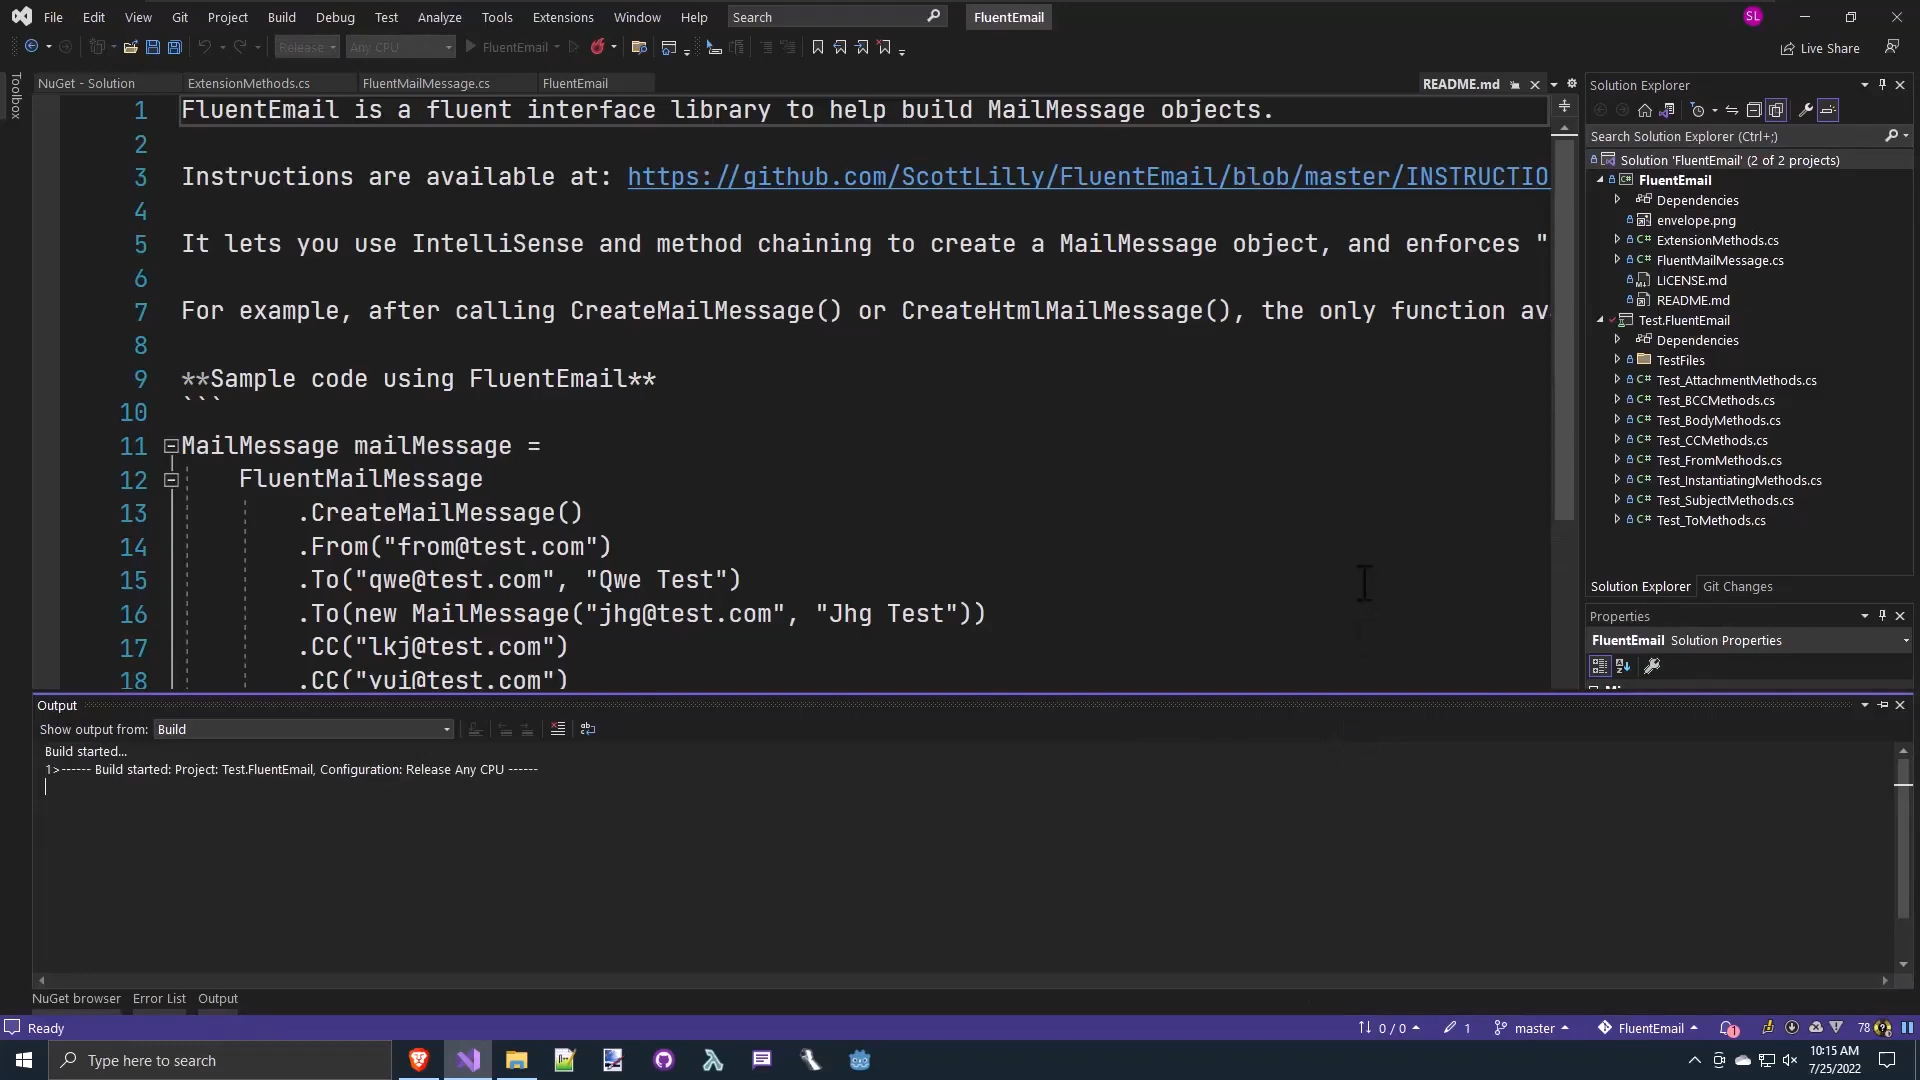 File Edit View Git Project Build Debug Test Analyze Tools Extensions Window Help Search FluentEmail SL
Release Any CPU FluentEmail Live Share
Toolbox
NuGet - Solution ExtensionMethods.cs FluentMailMessage.cs FluentEmail README.md
1 FluentEmail is a fluent interface library to help build MailMessage objects.
2
3 Instructions are available at: https://github.com/ScottLilly/FluentEmail/blob/master/INSTRUCTIO
4
5 It lets you use IntelliSense and method chaining to create a MailMessage object, and enforces "
6
7 For example, after calling CreateMailMessage() or CreateHtmlMailMessage(), the only function av
8
9 **Sample code using FluentEmail**
10 ```
11 MailMessage mailMessage =
12 FluentMailMessage
13 .CreateMailMessage()
14 .From("from@test.com")
15 .To("qwe@test.com", "Qwe Test")
16 .To(new MailMessage("jhg@test.com", "Jhg Test"))
17 .CC("lkj@test.com")
18 .CC("yui@test.com")
Solution Explorer
Search Solution Explorer (Ctrl+;)
Solution 'FluentEmail' (2 of 2 projects)
FluentEmail
Dependencies
envelope.png
ExtensionMethods.cs
FluentMailMessage.cs
LICENSE.md
README.md
Test.FluentEmail
Dependencies
TestFiles
Test_AttachmentMethods.cs
Test_BCCMethods.cs
Test_BodyMethods.cs
Test_CCMethods.cs
Test_FromMethods.cs
Test_InstantiatingMethods.cs
Test_SubjectMethods.cs
Test_ToMethods.cs
Solution Explorer Git Changes
Properties
FluentEmail Solution Properties
Output
Show output from: Build
Build started...
1>------ Build started: Project: Test.FluentEmail, Configuration: Release Any CPU ------
NuGet browser Error List Output
Ready 0 / 0 1 master FluentEmail 1 78
Type here to search
10:15 AM
7/25/2022